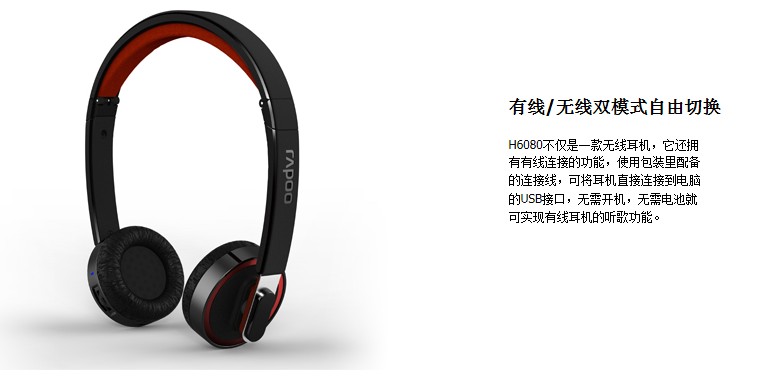 rapoo
有线/无线双模式自由切换
H6080不仅是一款无线耳机，它还拥
有有线连接的功能，使用包装里配备
的连接线，可将耳机直接连接到电脑
的USB接口，无需开机，无需电池就
可实现有线耳机的听歌功能。